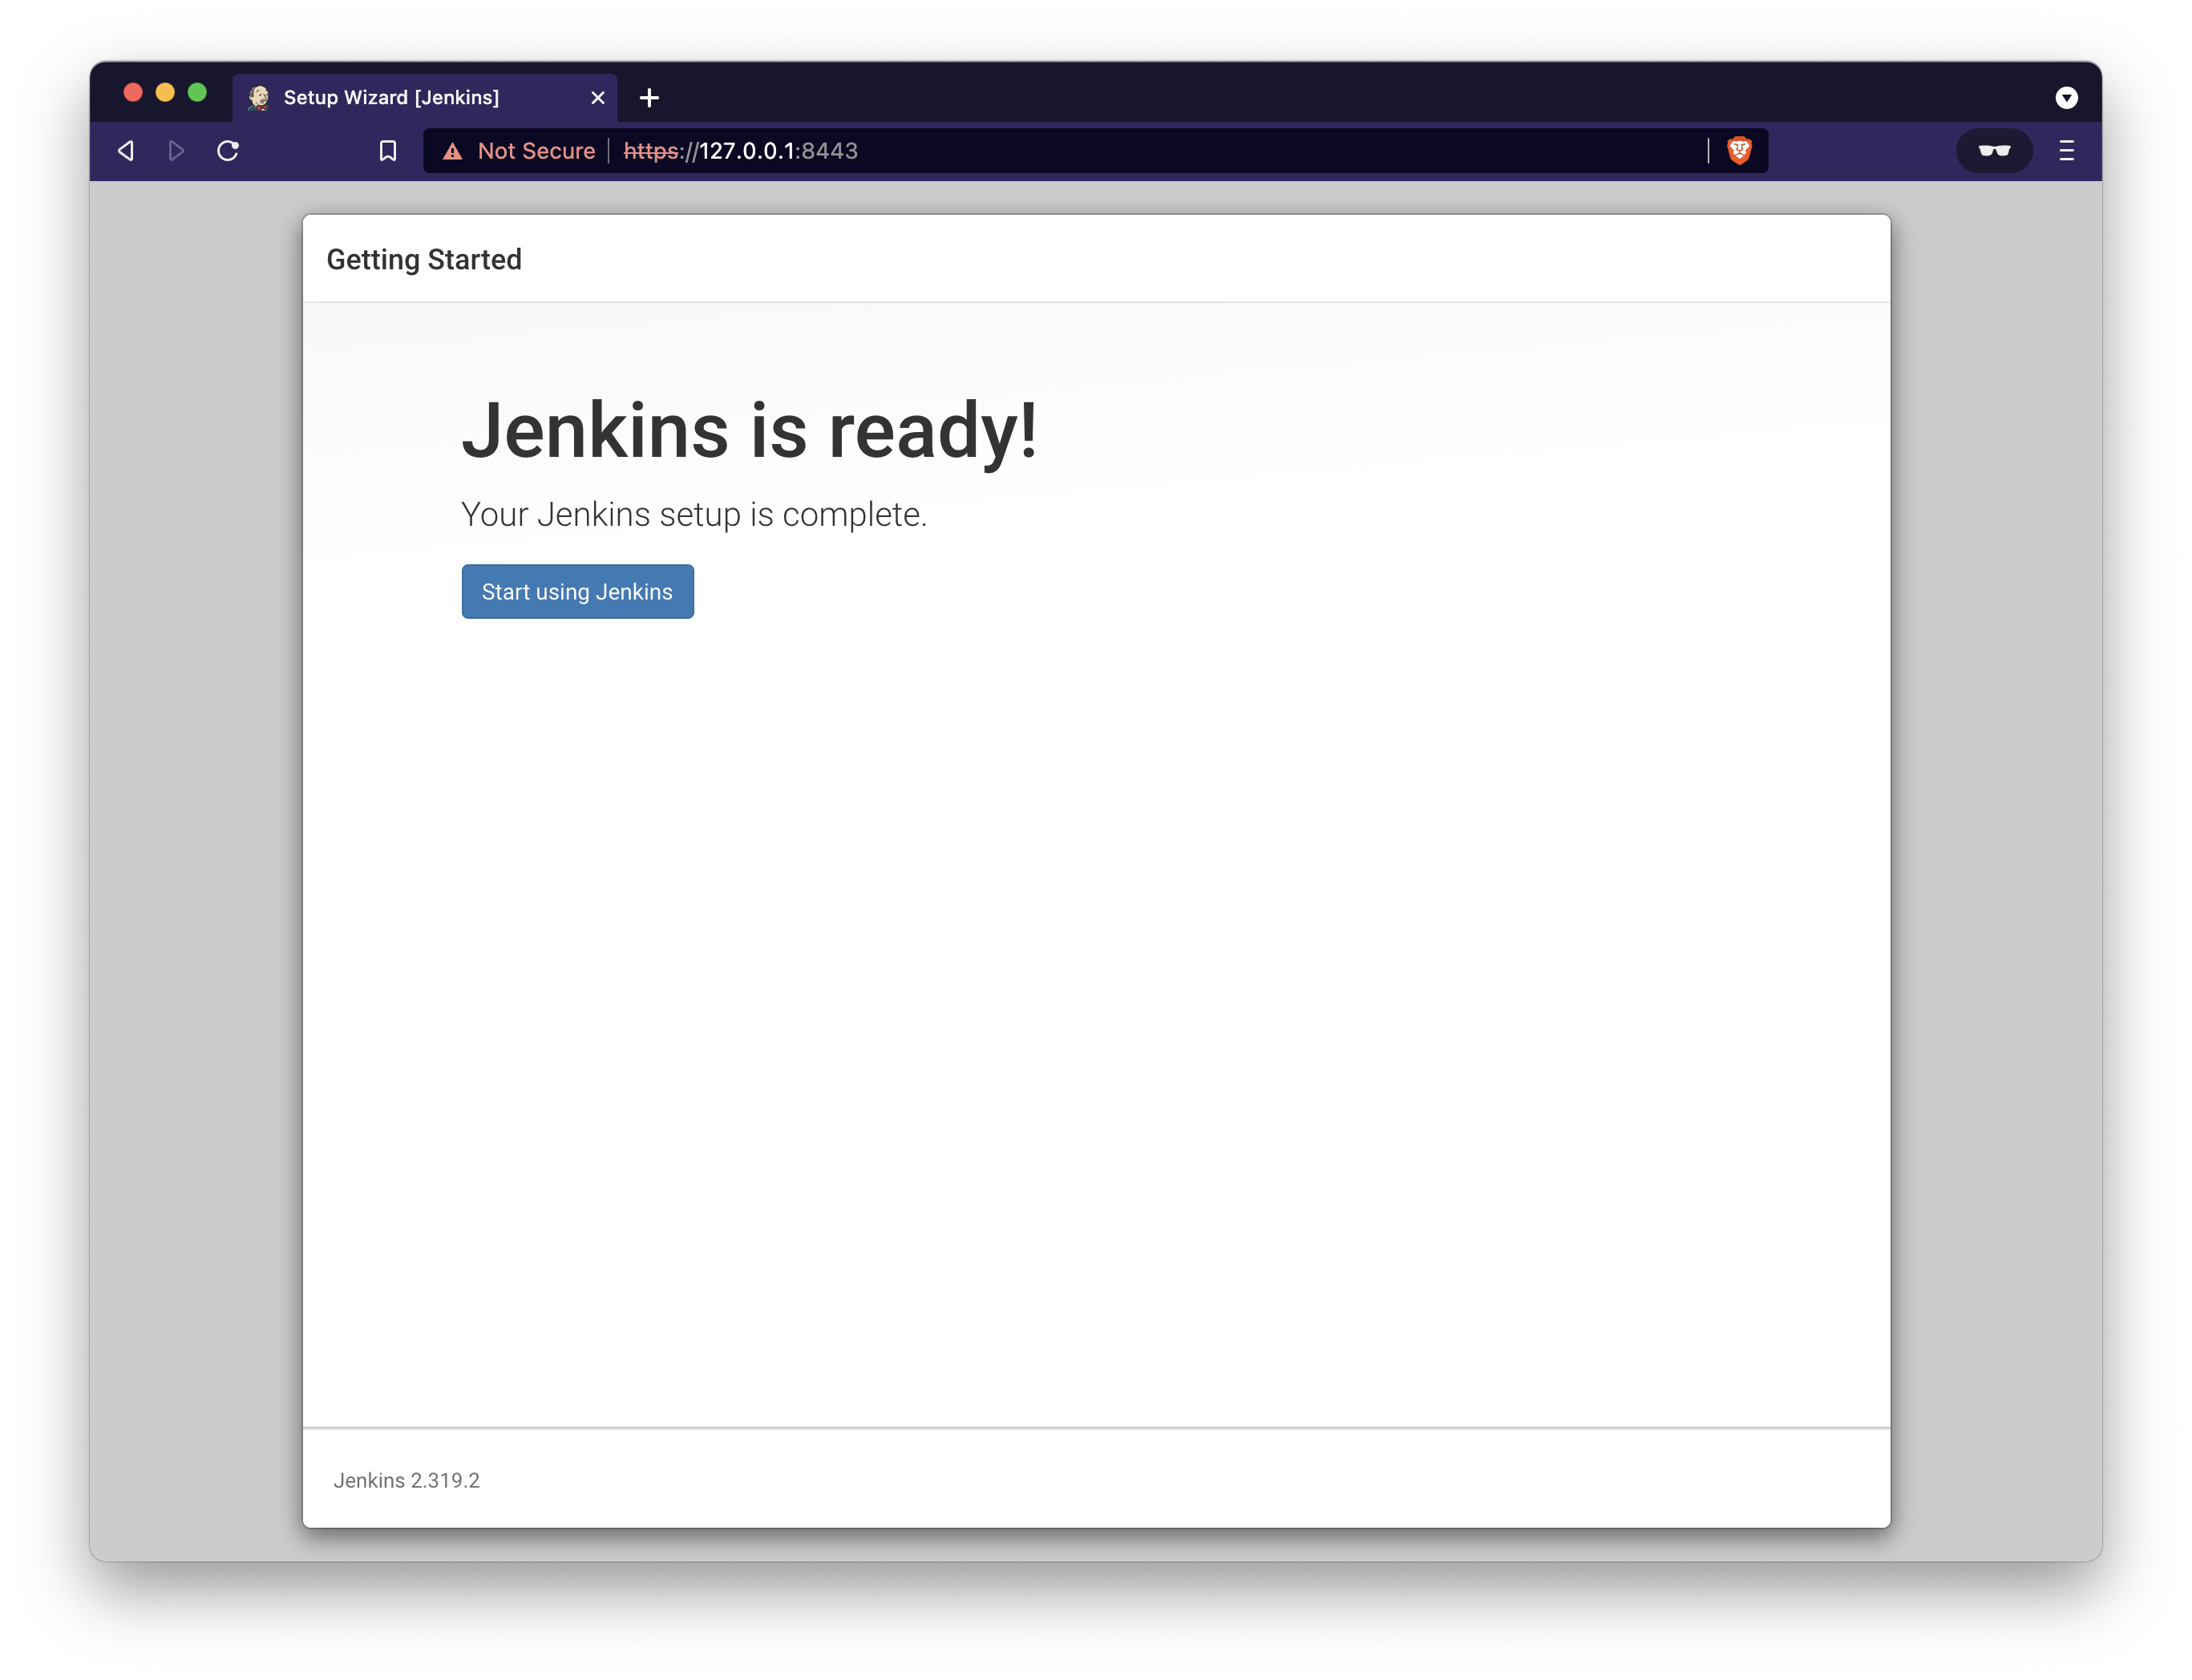 Setup Wizard [Jenkins]
Not Secure https://127.0.0.1:8443
Getting Started
Jenkins is ready!
Your Jenkins setup is complete.
Start using Jenkins
Jenkins 2.319.2